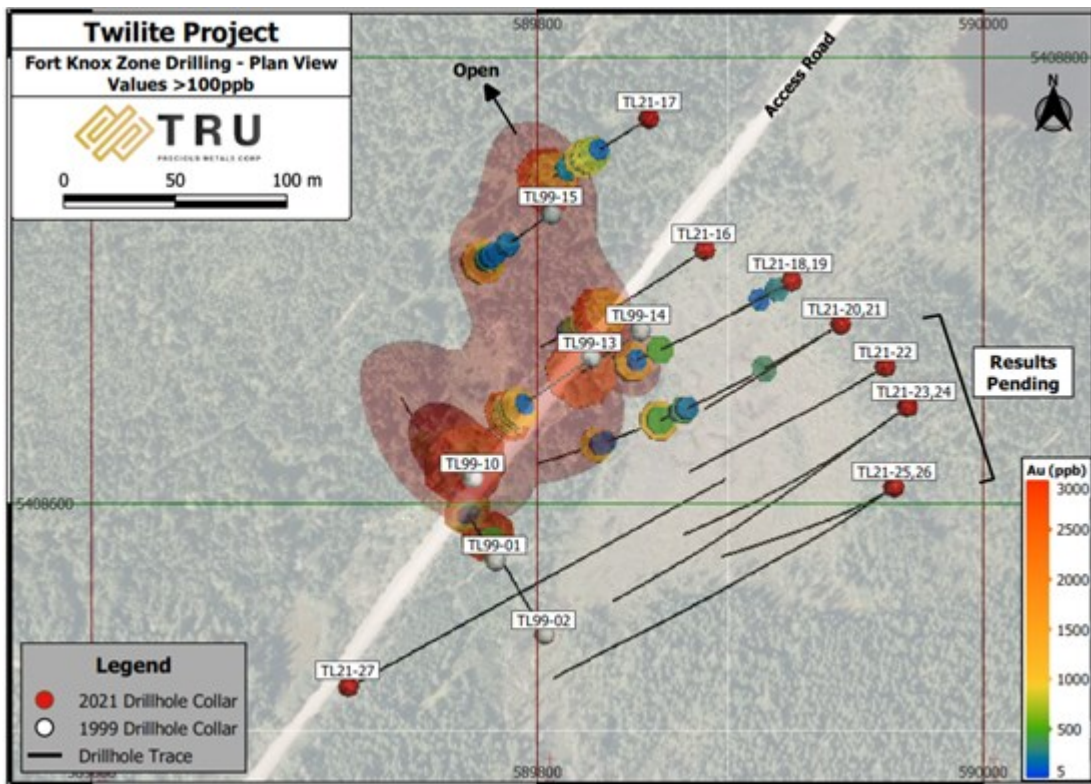 Twilite Project
Fort Knox Zone Drilling - Plan View
Values >100ppb
TRU
PRECIOUS METALS CORP
0 50 100 m
589800
590000
5408800
N
Open
Access Road
TL21-17
TL99-15
TL21-16
TL21-18,19
TL99-14
TL21-20,21
TL99-13
TL21-22
Results
Pending
TL21-23,24
TL99-10
TL21-25,26
5408600
TL99-01
TL99-02
TL21-27
Au (ppb)
3000
2500
2000
1500
1000
500
5
Legend
2021 Drillhole Collar
1999 Drillhole Collar
Drillhole Trace
589800
590000